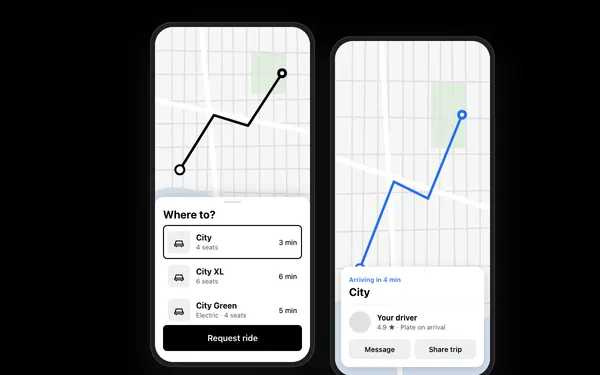 Where to?
City
4 seats
3 min
City XL
6 seats
6 min
City Green
Electric · 4 seats
5 min
Request ride
Arriving in 4 min
City
Your driver
4.9 ★ · Plate on arrival
Message
Share trip